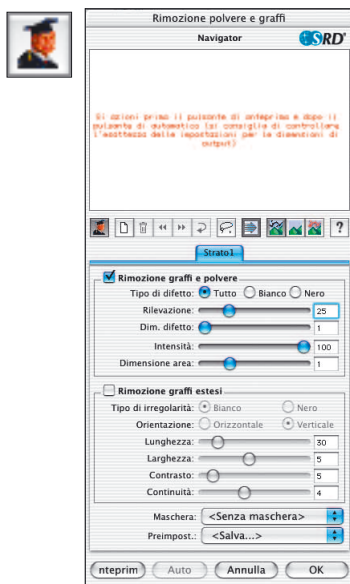 Rimozione polvere e graffi
Navigator
SRD
Si azioni prima il pulsante di anteprima e dopo il
pulsante di automatico (si consiglia di controllare
l'esattezza delle impostazioni per le dimensioni di
output)
?
Strato1
Rimozione graffi e polvere
Tipo di difetto: Tutto Bianco Nero
Rilevazione: 25
Dim. difetto: 1
Intensità: 100
Dimensione area: 1
Rimozione graffi estesi
Tipo di irregolarità: Bianco Nero
Orientazione: Orizzontale Verticale
Lunghezza: 30
Larghezza: 5
Contrasto: 5
Continuità: 4
Maschera: <Senza maschera>
Preimpost.: <Salva...>
nteprim Auto Annulla OK